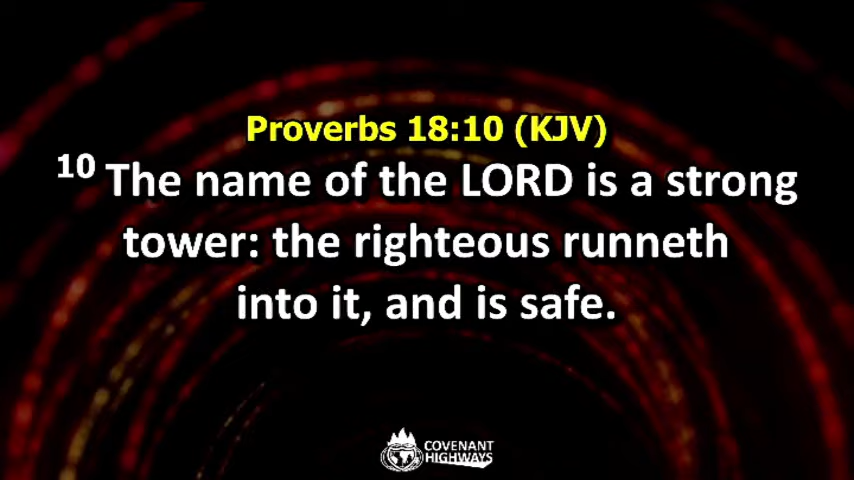 Proverbs 18:10 (KJV)
10 The name of the LORD is a strong
tower: the righteous runneth
into it, and is safe.
COVENANT
HIGHWAYS